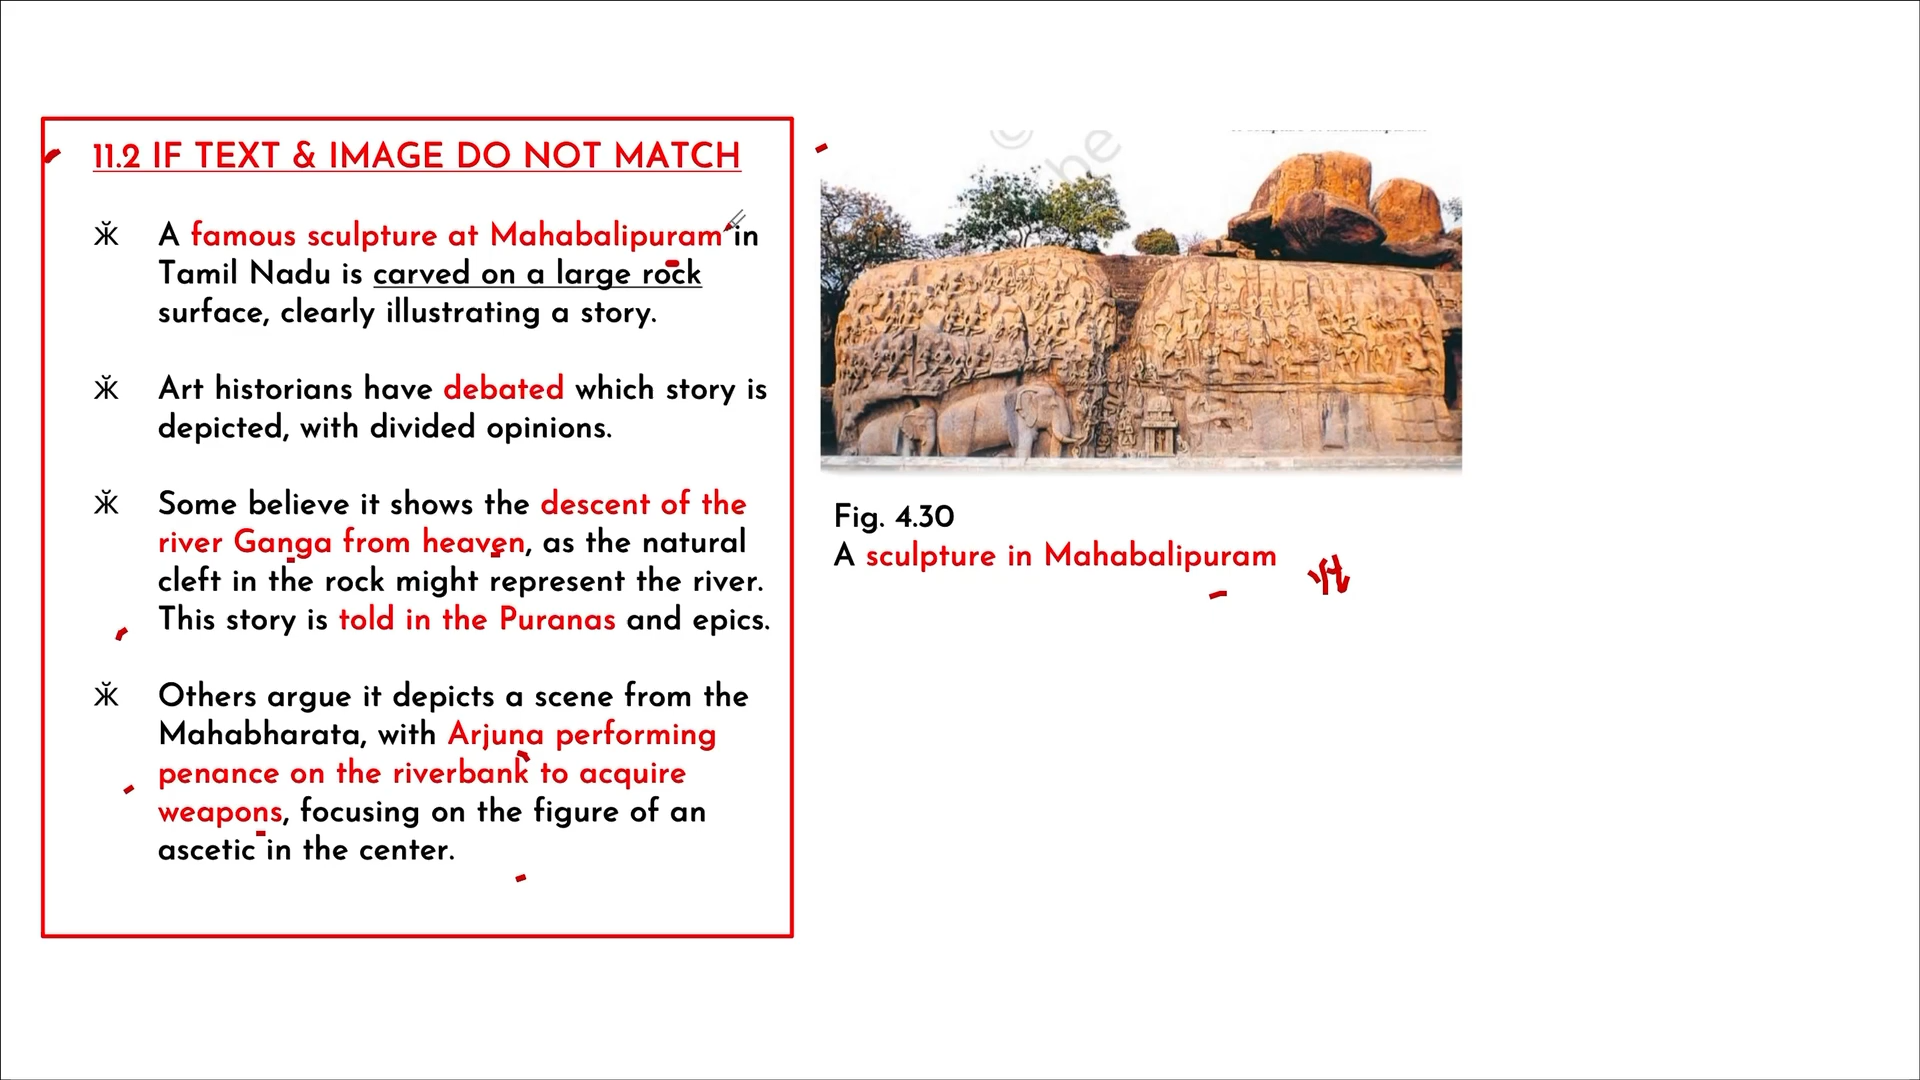 11.2 IF TEXT & IMAGE DO NOT MATCH
A famous sculpture at Mahabalipuram in
Tamil Nadu is carved on a large rock
surface, clearly illustrating a story.
Art historians have debated which story is
depicted, with divided opinions.
Some believe it shows the descent of the
river Ganga from heaven, as the natural
cleft in the rock might represent the river.
This story is told in the Puranas and epics.
Others argue it depicts a scene from the
Mahabharata, with Arjuna performing
penance on the riverbank to acquire
weapons, focusing on the figure of an
ascetic in the center.
©
be
Fig. 4.30
A sculpture in Mahabalipuram